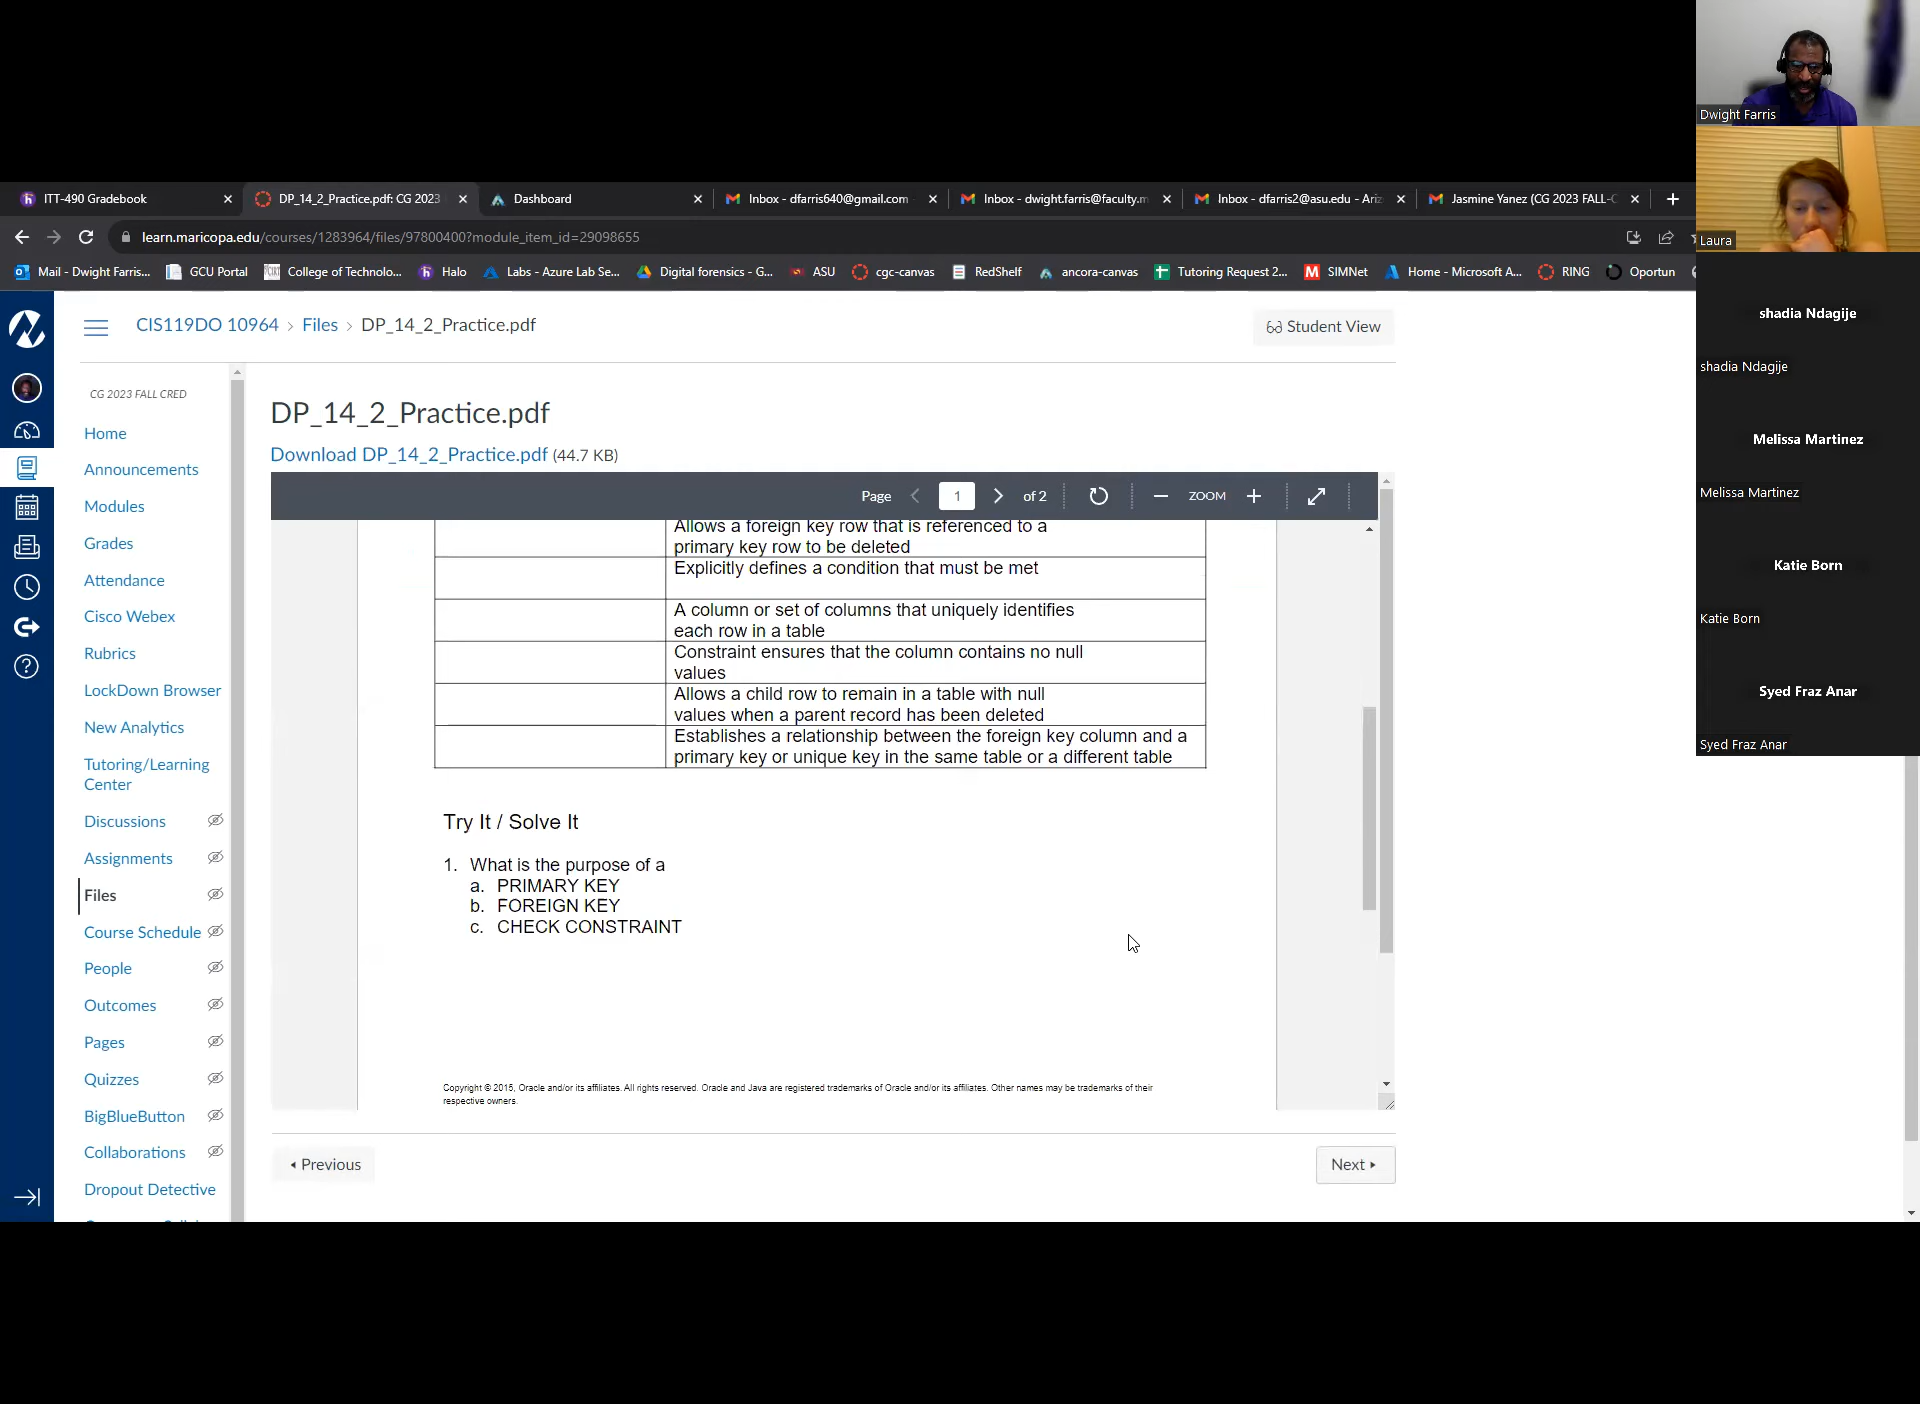 Dwight Farris
Laura
shadia Ndagije
shadia Ndagije
Melissa Martinez
Melissa Martinez
Katie Born
Katie Born
Syed Fraz Anar
Syed Fraz Anar
ITT-490 Gradebook
DP_14_2_Practice.pdf: CG 2023
Dashboard
Inbox - dfarris640@gmail.com
Inbox - dwight.farris@faculty.m
Inbox - dfarris2@asu.edu - Ariz
Jasmine Yanez (CG 2023 FALL-C
learn.maricopa.edu/courses/1283964/files/97800400?module_item_id=29098655
Mail - Dwight Farris...
GCU Portal
College of Technolo...
Halo
Labs - Azure Lab Se...
Digital forensics - G...
ASU
cgc-canvas
RedShelf
ancora-canvas
Tutoring Request 2...
SIMNet
Home - Microsoft A...
RING
Oportun
CIS119DO 10964 › Files › DP_14_2_Practice.pdf
Student View
CG 2023 FALL CRED
Home
Announcements
Modules
Grades
Attendance
Cisco Webex
Rubrics
LockDown Browser
New Analytics
Tutoring/Learning
Center
Discussions
Assignments
Files
Course Schedule
People
Outcomes
Pages
Quizzes
BigBlueButton
Collaborations
Dropout Detective
DP_14_2_Practice.pdf
Download DP_14_2_Practice.pdf (44.7 KB)
Page 1 of 2 ZOOM
Allows a foreign key row that is referenced to a
primary key row to be deleted
Explicitly defines a condition that must be met
A column or set of columns that uniquely identifies
each row in a table
Constraint ensures that the column contains no null
values
Allows a child row to remain in a table with null
values when a parent record has been deleted
Establishes a relationship between the foreign key column and a
primary key or unique key in the same table or a different table
Try It / Solve It
1. What is the purpose of a
a. PRIMARY KEY
b. FOREIGN KEY
c. CHECK CONSTRAINT
Copyright © 2015, Oracle and/or its affiliates. All rights reserved. Oracle and Java are registered trademarks of Oracle and/or its affiliates. Other names may be trademarks of their
respective owners.
Previous
Next